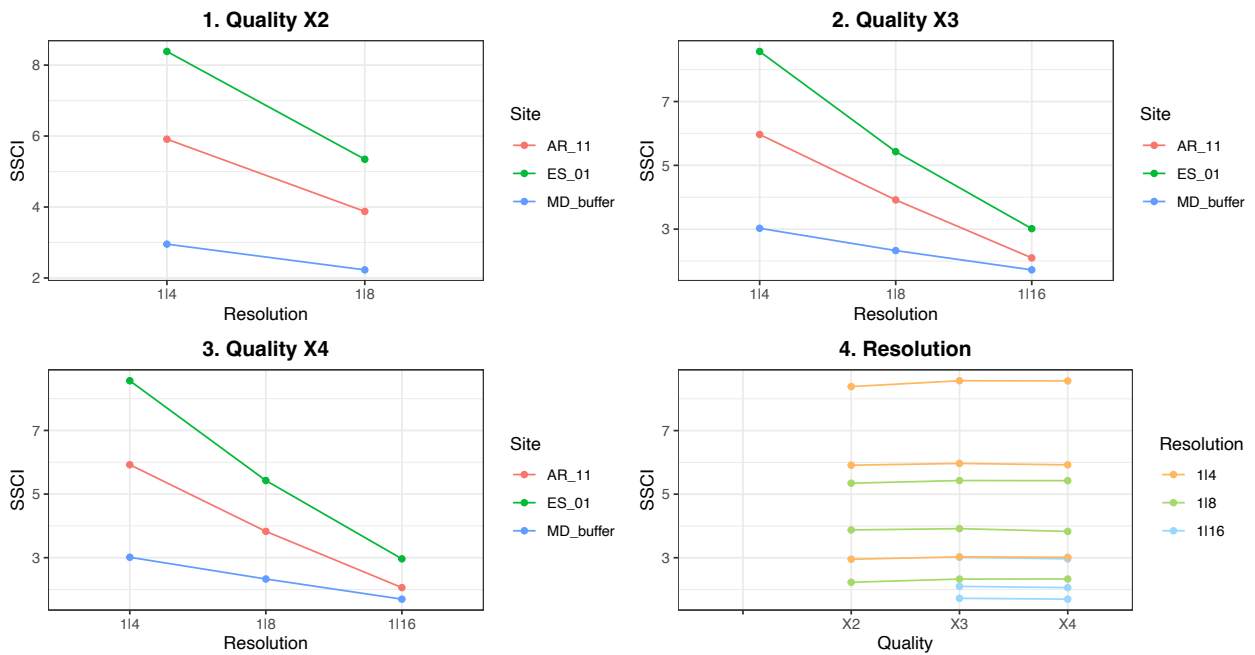 1. Quality X2
8
6
4
2
SSCI
1|4
1|8
Resolution
Site
AR_11
ES_01
MD_buffer
2. Quality X3
7
5
3
SSCI
1|4
1|8
1|16
Resolution
Site
AR_11
ES_01
MD_buffer
3. Quality X4
7
5
3
SSCI
1|4
1|8
1|16
Resolution
Site
AR_11
ES_01
MD_buffer
4. Resolution
7
5
3
SSCI
X2
X3
X4
Quality
Resolution
1|4
1|8
1|16